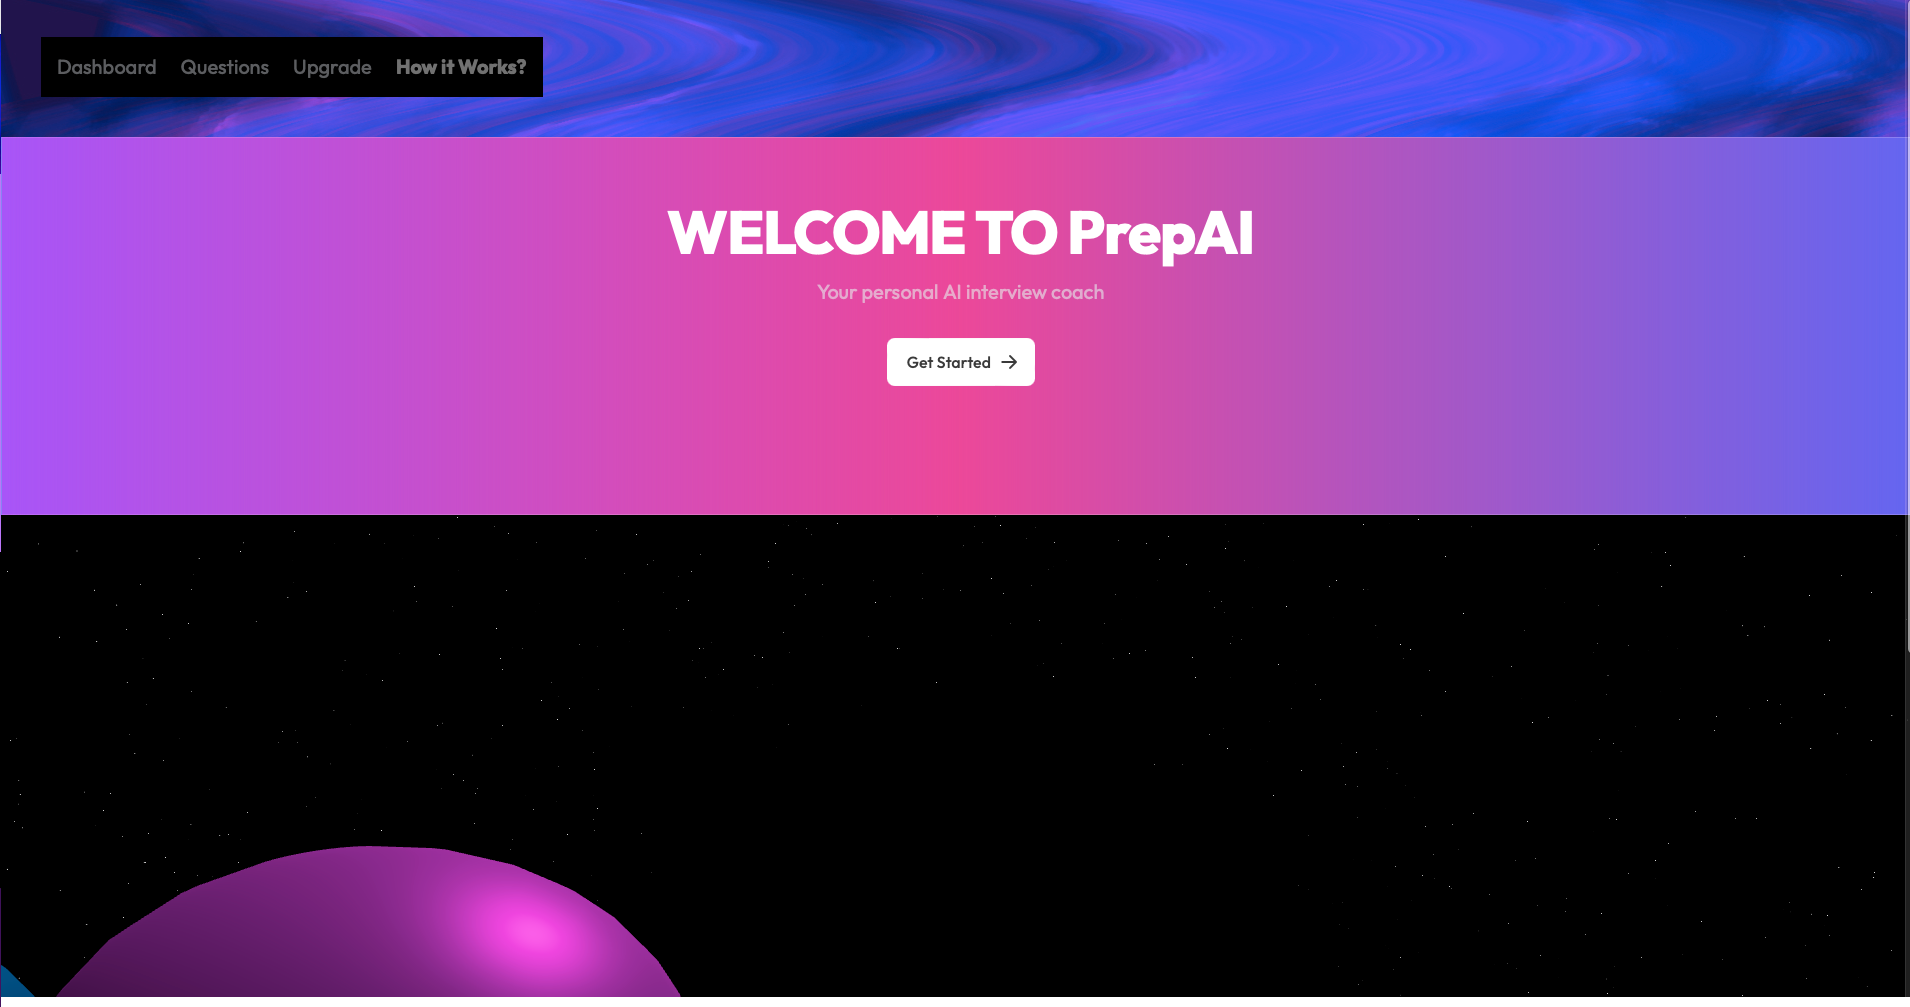 Dashboard Questions Upgrade How it Works?
WELCOME TO PrepAI
Your personal AI interview coach
Get Started